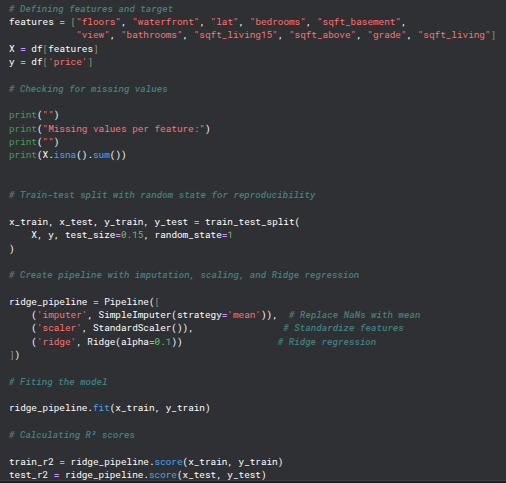 # Defining features and target
features = ["floors", "waterfront", "lat", "bedrooms", "sqft_basement",
            "view", "bathrooms", "sqft_living15", "sqft_above", "grade", "sqft_living"]
X = df[features]
y = df['price']
# Checking for missing values
print("")
print("Missing values per feature:")
print("")
print(X.isna().sum())
# Train-test split with random state for reproducibility
x_train, x_test, y_train, y_test = train_test_split(
    X, y, test_size=0.15, random_state=1
)
# Create pipeline with imputation, scaling, and Ridge regression
ridge_pipeline = Pipeline([
    ('imputer', SimpleImputer(strategy='mean')),  # Replace NaNs with mean
    ('scaler', StandardScaler()),                # Standardize features
    ('ridge', Ridge(alpha=0.1))                 # Ridge regression
])
# Fiting the model
ridge_pipeline.fit(x_train, y_train)
# Calculating R² scores
train_r2 = ridge_pipeline.score(x_train, y_train)
test_r2 = ridge_pipeline.score(x_test, y_test)